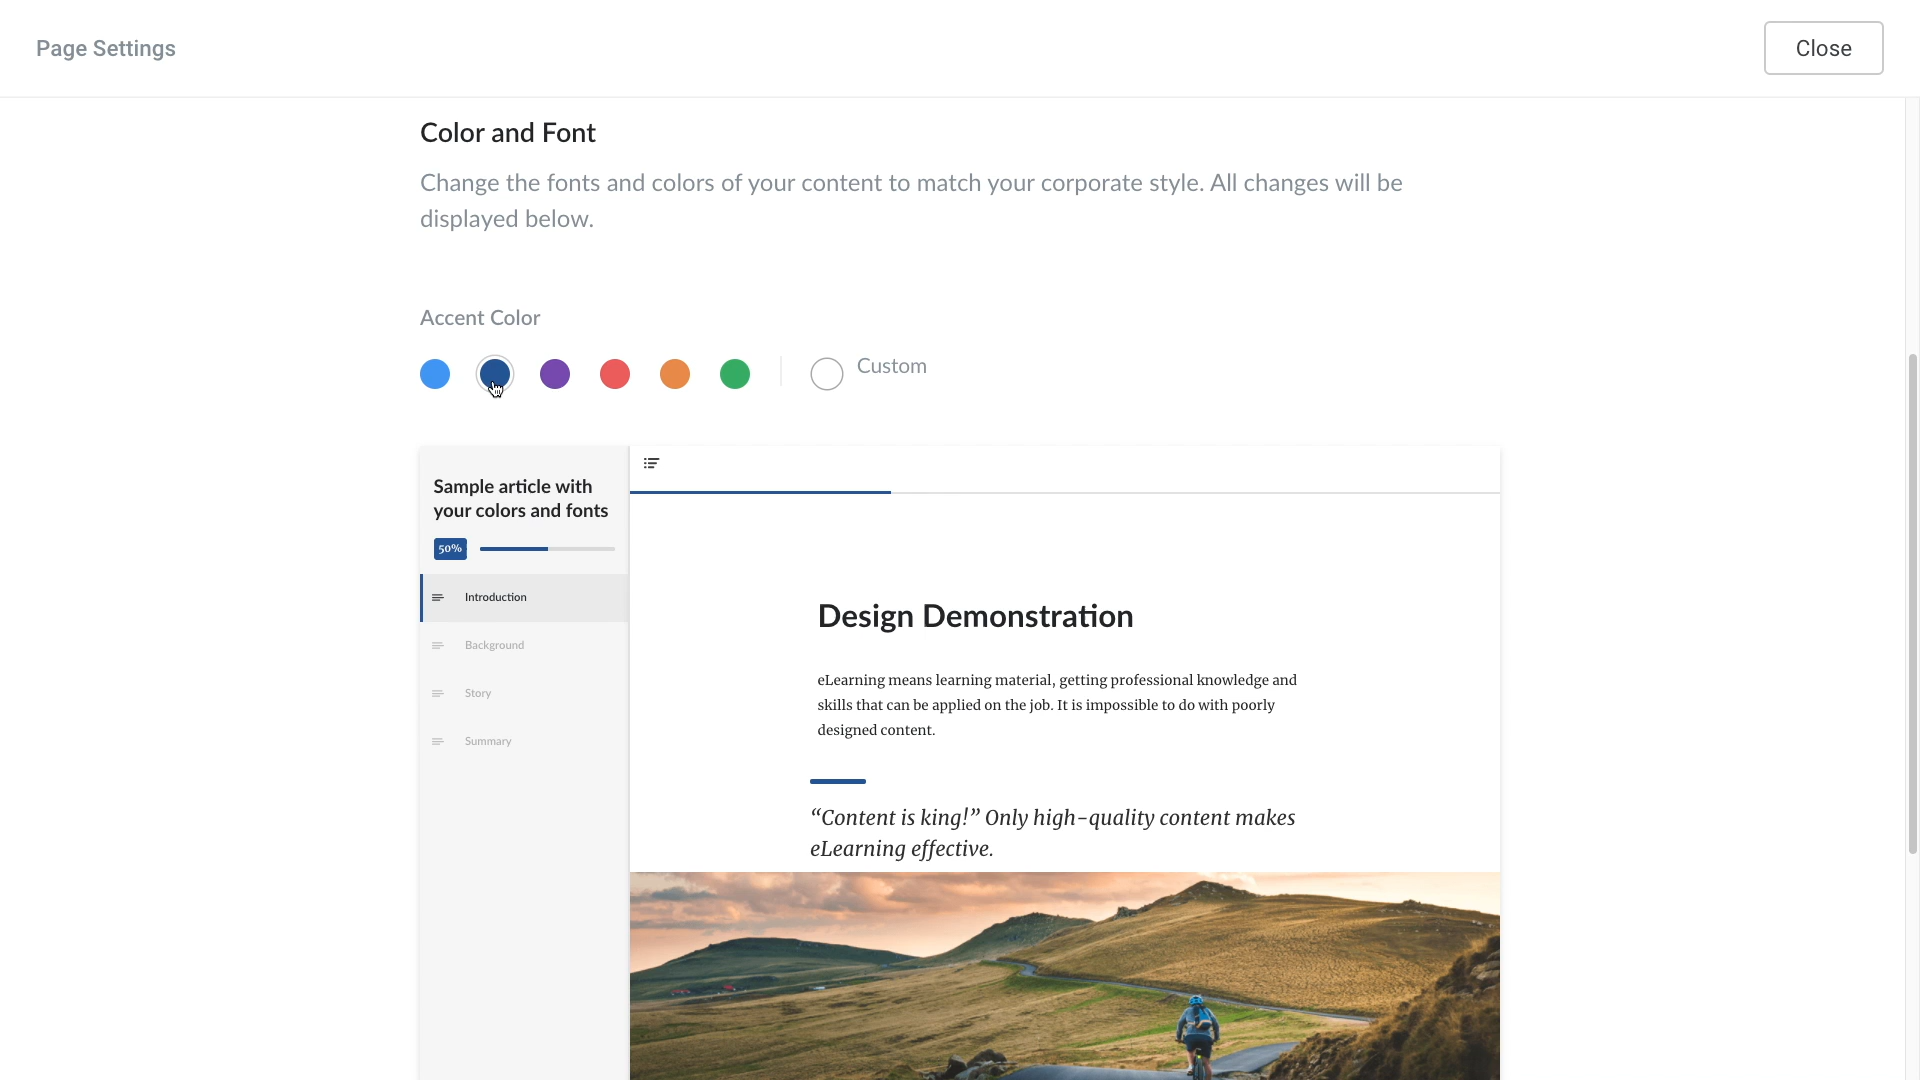 Page Settings
Close
Color and Font
Change the fonts and colors of your content to match your corporate style. All changes will be
displayed below.
Accent Color
Custom
Sample article with
your colors and fonts
50%
Introduction
Background
Story
Summary
Design Demonstration
eLearning means learning material, getting professional knowledge and
skills that can be applied on the job. It is impossible to do with poorly
designed content.
“Content is king!” Only high-quality content makes
eLearning effective.